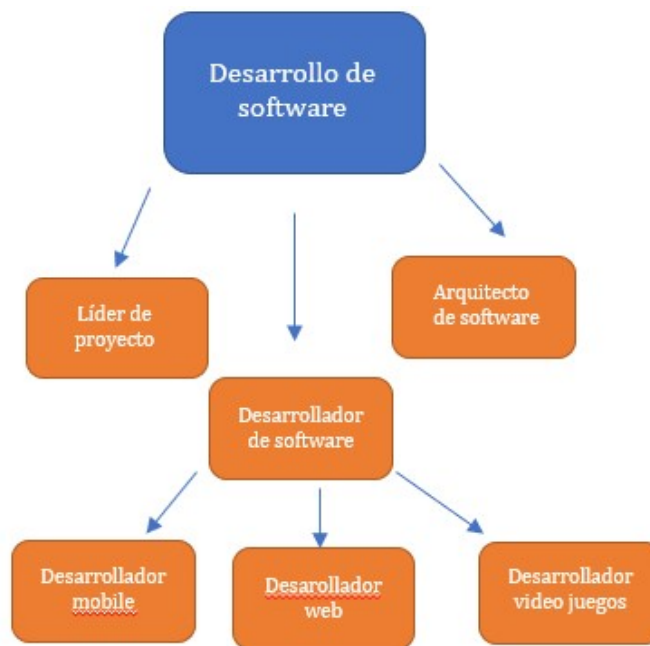 Desarrollo de
software
Líder de
proyecto
Arquitecto
de software
Desarrollador
de software
Desarrollador
mobile
Desarollador
web
Desarrollador
video juegos